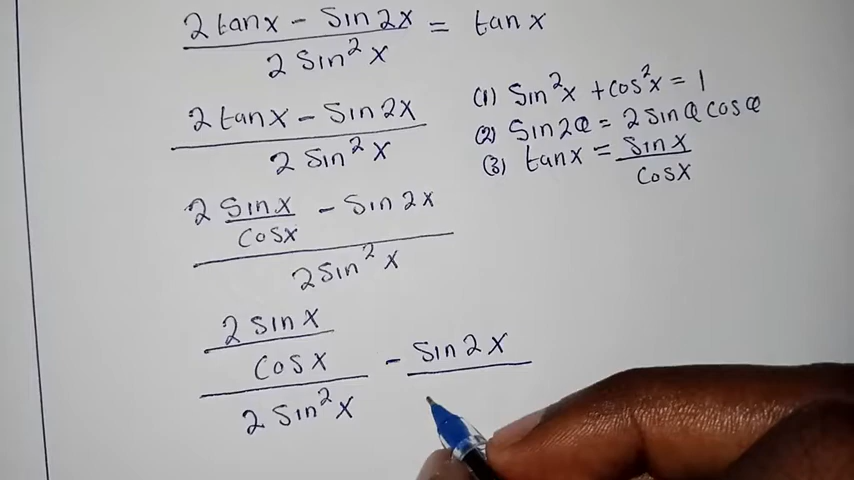 2tanx - Sin2x = tanx
2Sin²x
2tanx - Sin2x
2Sin²x
(1) Sin²x + cos²x = 1
(2) Sin2θ = 2SinθCosθ
(3) tanx = Sinx
Cosx
2 Sinx - Sin2x
Cosx
2Sin²x
2Sinx
Cosx - Sin2x
2Sin²x